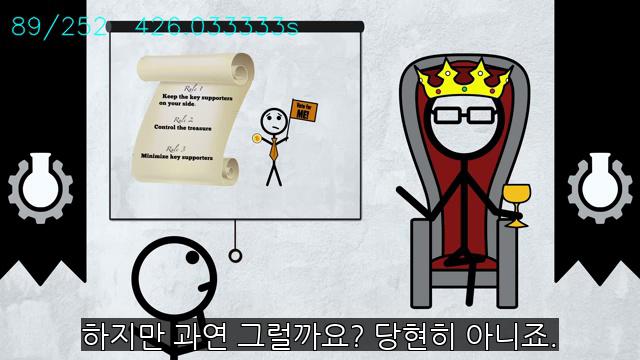 89/252 426.033333s
Rule 1
Keep the key supporters
on your side.
Rule 2
Control the treasure
Rule 3
Minimize key supporters
Vote for
ME!
하지만 과연 그럴까요? 당현히 아니죠.